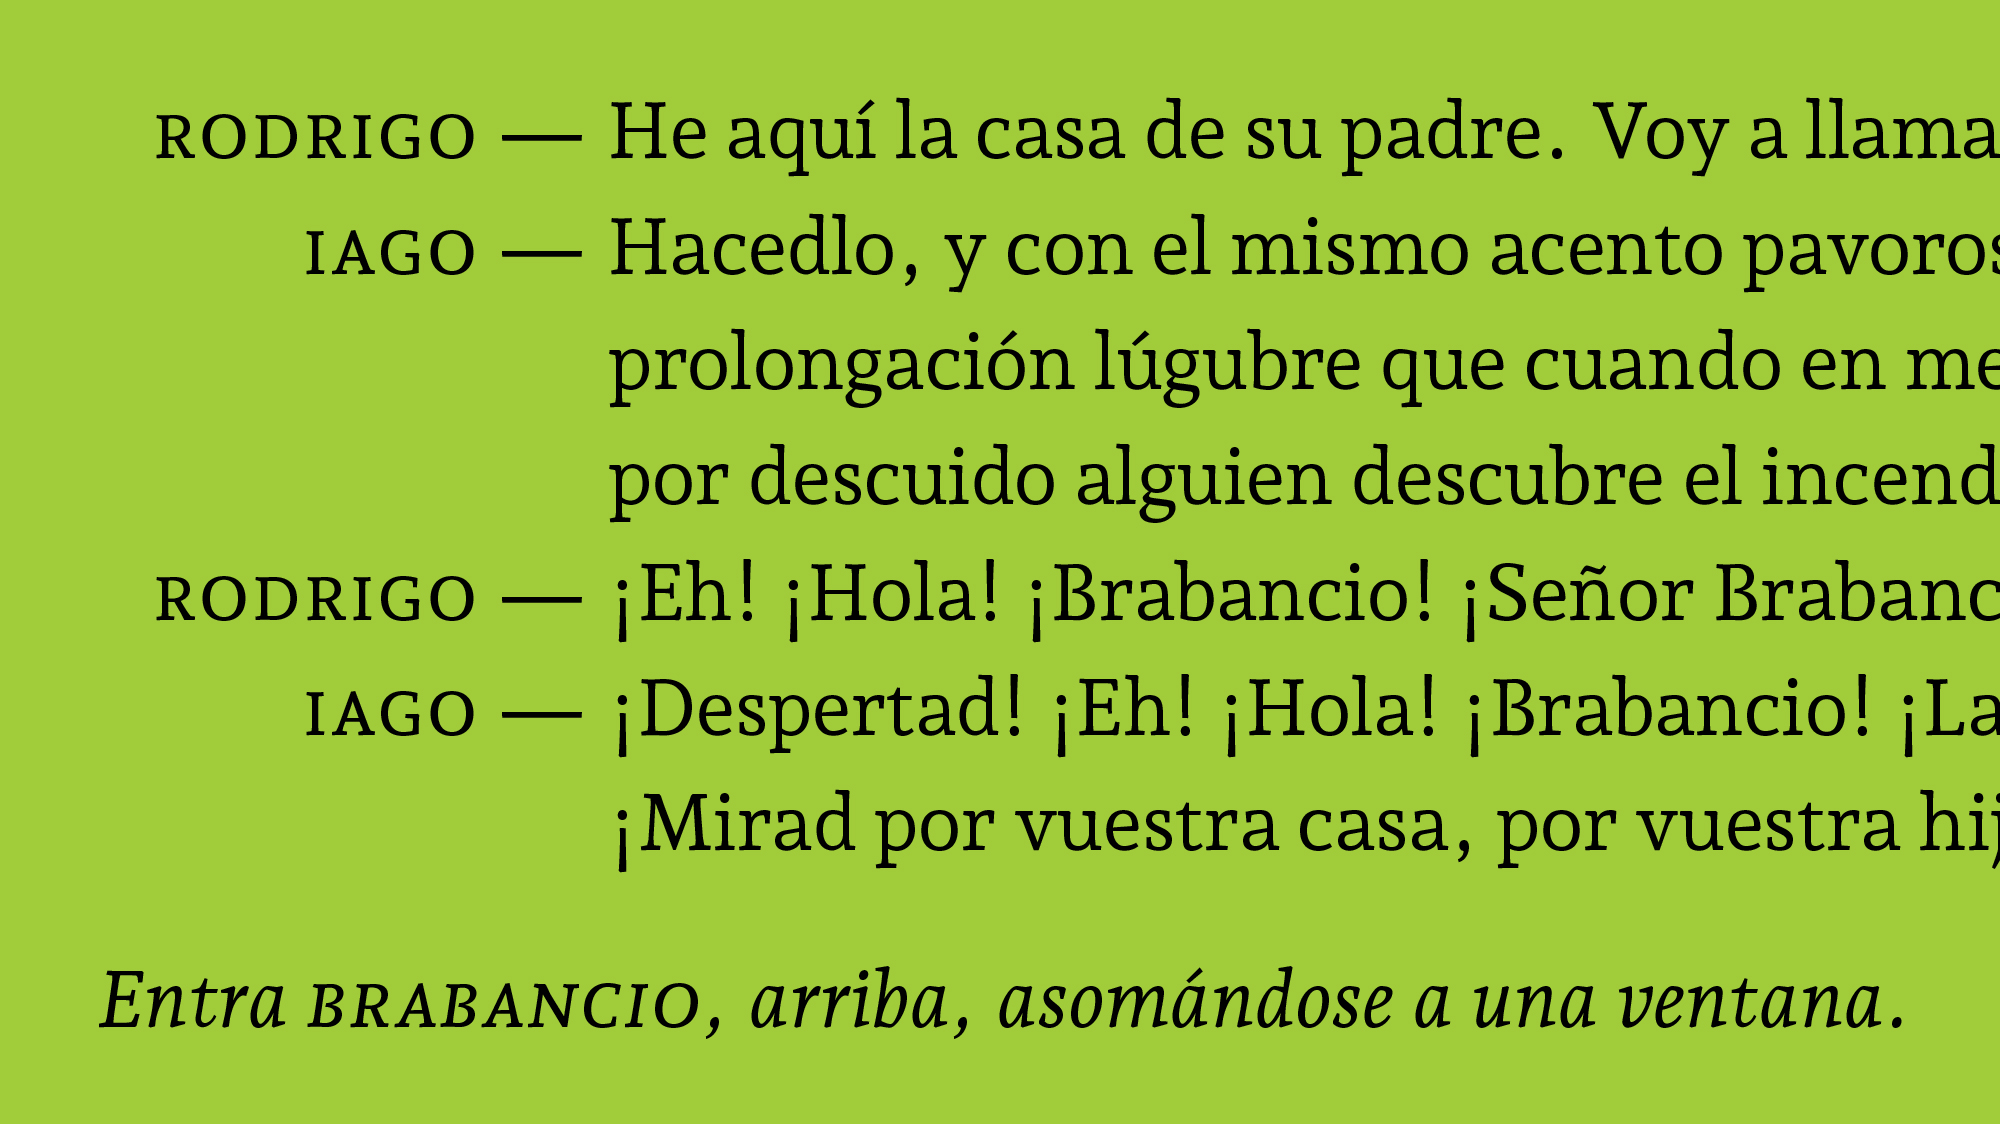 RODRIGO — He aquí la casa de su padre. Voy a llama
IAGO — Hacedlo, y con el mismo acento pavoros
prolongación lúgubre que cuando en me
por descuido alguien descubre el incend
RODRIGO — ¡Eh! ¡Hola! ¡Brabancio! ¡Señor Brabanc
IAGO — ¡Despertad! ¡Eh! ¡Hola! ¡Brabancio! ¡La
¡Mirad por vuestra casa, por vuestra hij
Entra BRABANCIO, arriba, asomándose a una ventana.